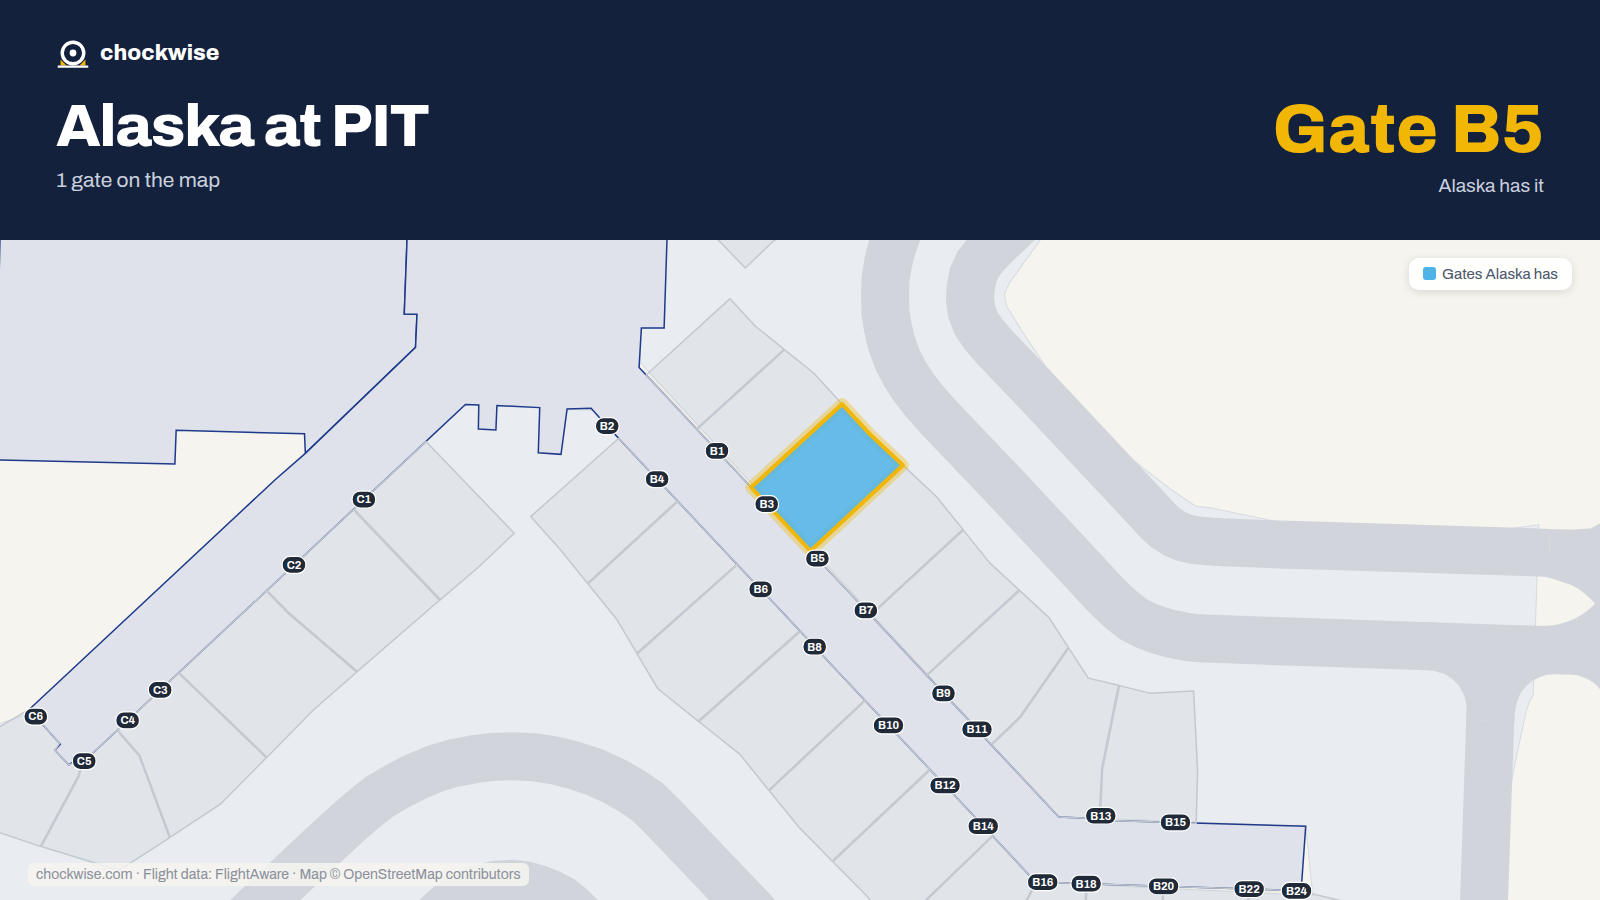 chockwise
Alaska at PIT
1 gate on the map
Gate B5
Alaska has it
Gates Alaska has
B2
B1
B4
B3
C1
B5
C2
B6
B7
B8
C3
B9
C6
C4
B10
B11
C5
B12
B13
B15
B14
B16
B18
B20
B22
B24
chockwise.com · Flight data: FlightAware · Map © OpenStreetMap contributors